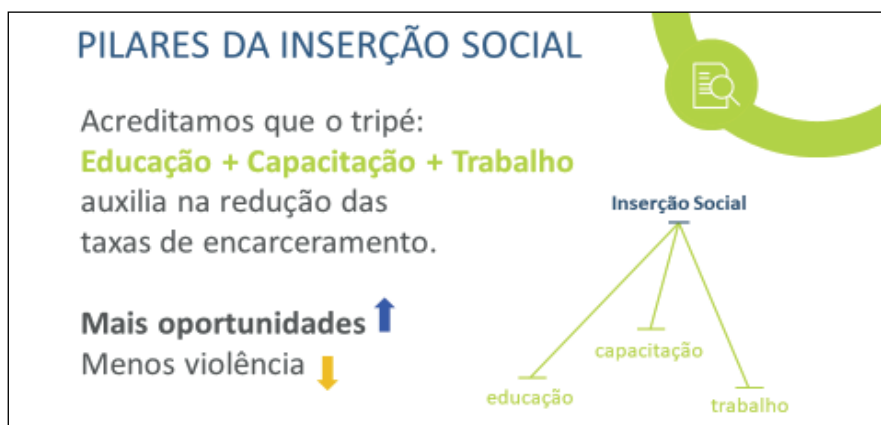 PILARES DA INSERÇÃO SOCIAL
Acreditamos que o tripé:
Educação + Capacitação + Trabalho
auxilia na redução das
taxas de encarceramento.
Mais oportunidades
Menos violência
Inserção Social
capacitação
educação
trabalho